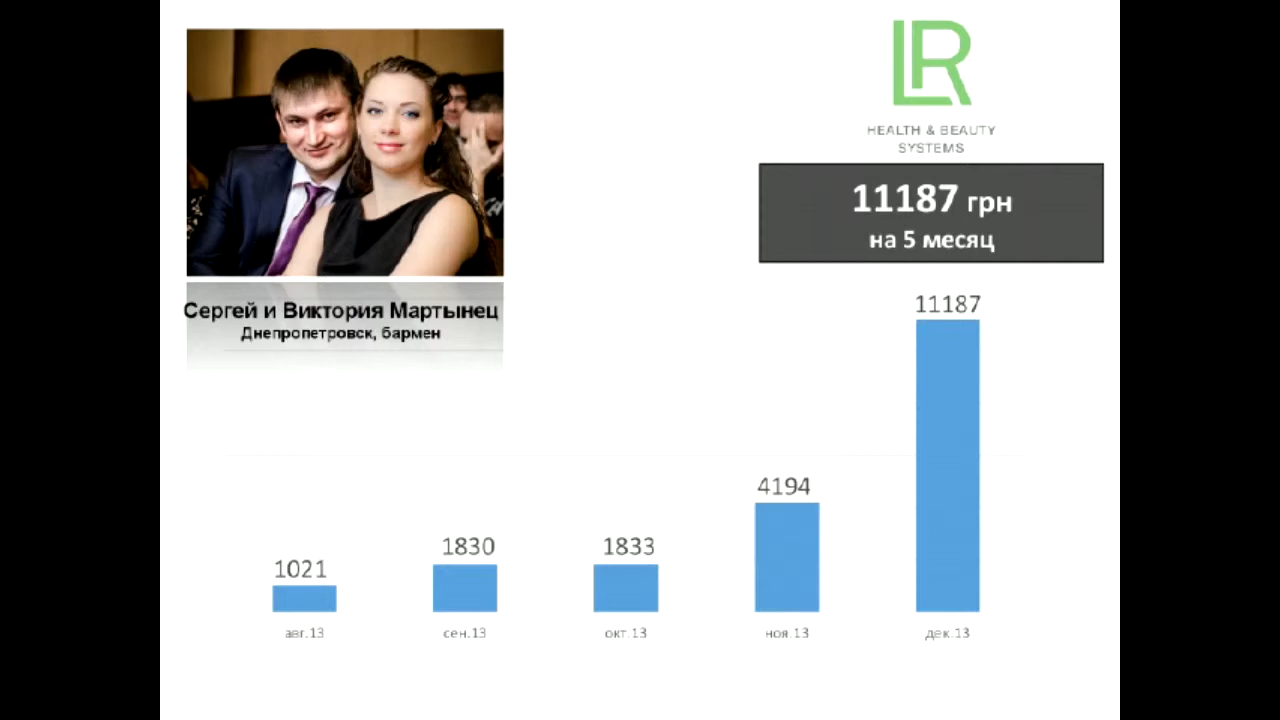 LR
HEALTH & BEAUTY
SYSTEMS
11187 грн
на 5 месяц
Сергей и Виктория Мартынец
Днепропетровск, бармен
1021
1830
1833
4194
11187
авг.13
сен.13
окт.13
ноя.13
дек.13